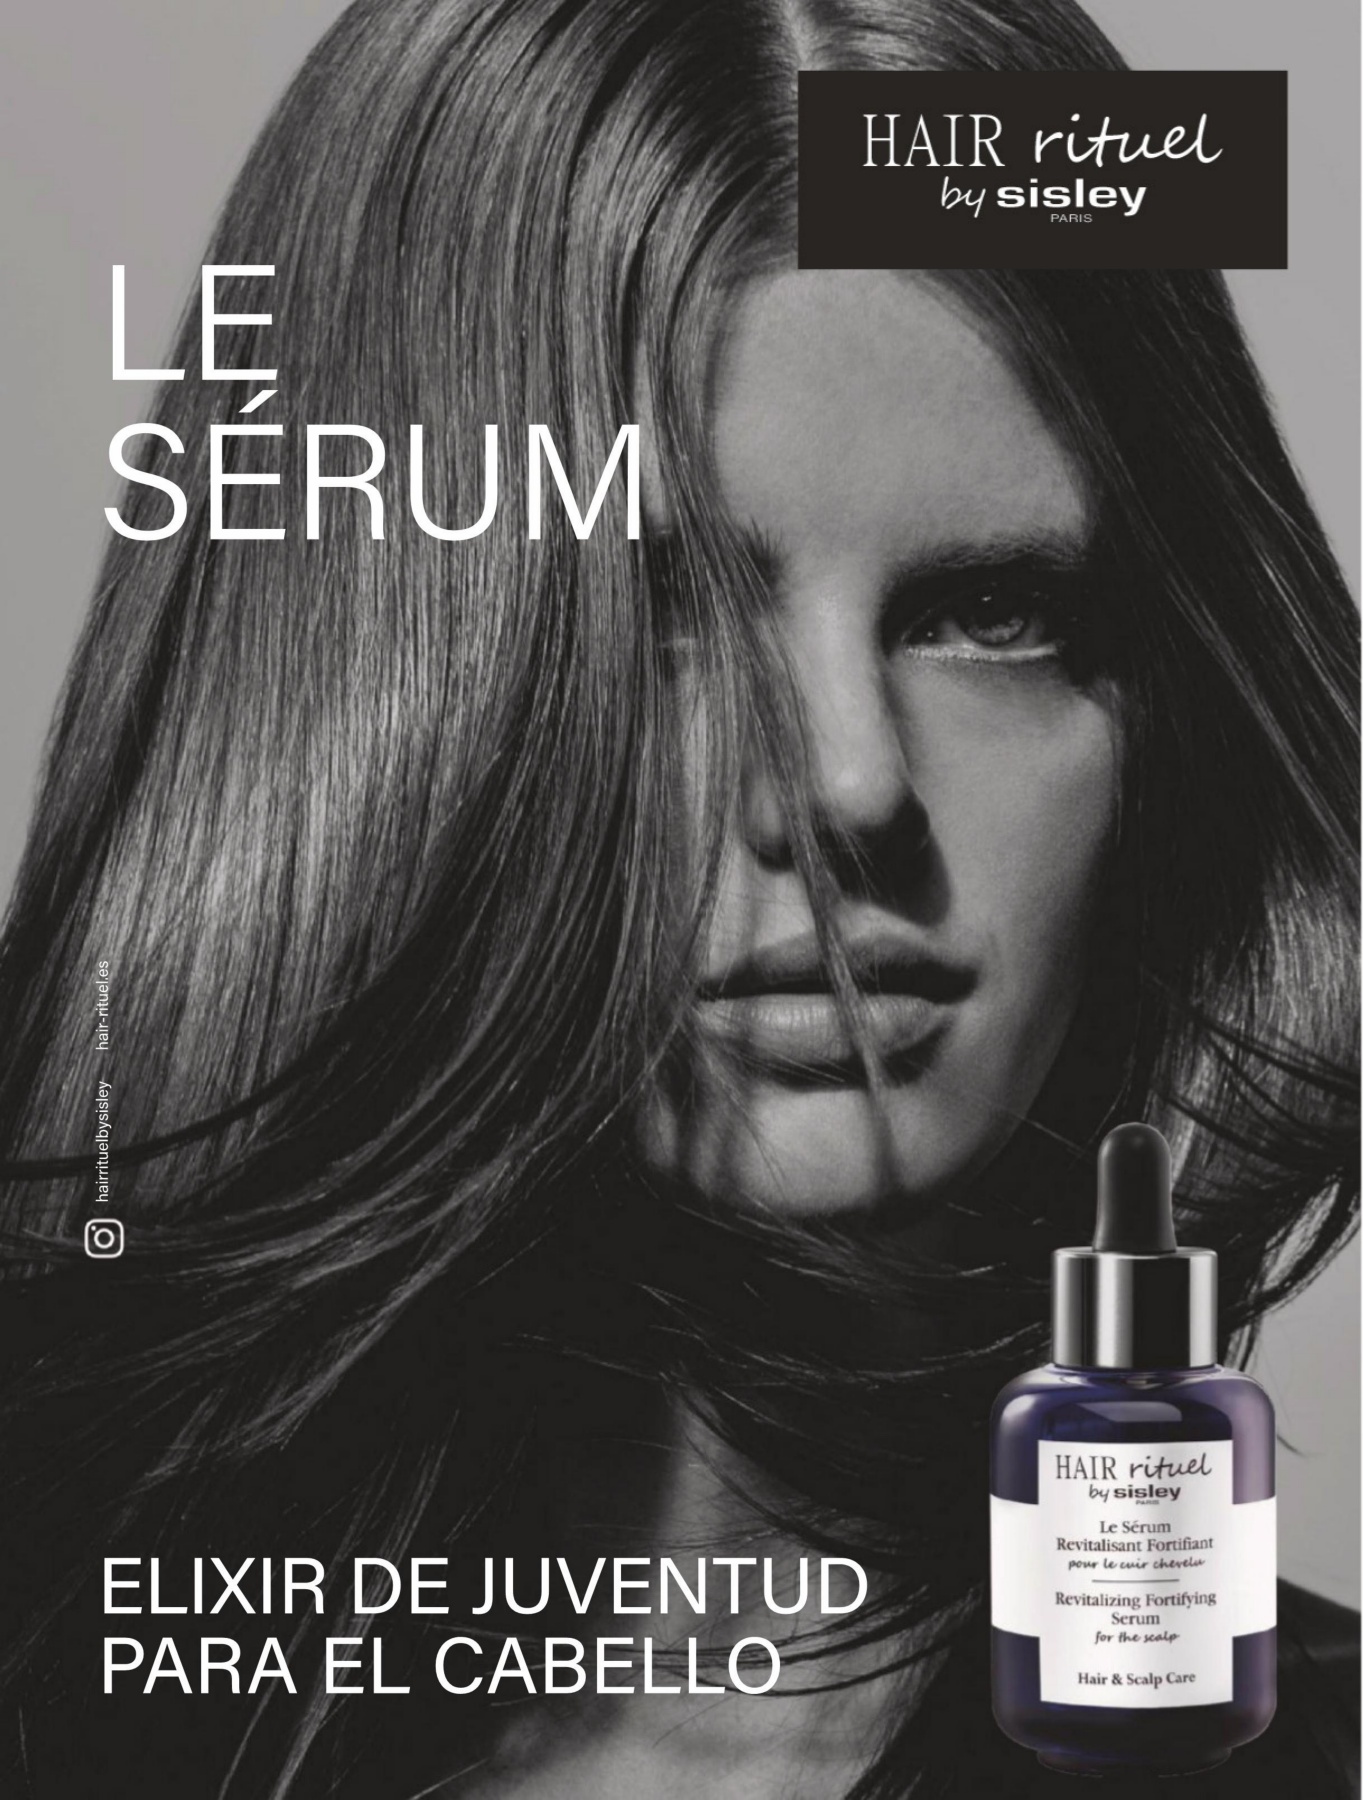 HAIR rituel
by sisley
PARIS
LE
SÉRUM
hairrituelbysisley hair-rituel.es
ELIXIR DE JUVENTUD
PARA EL CABELLO
HAIR rituel
by sisley
PARIS
Le Sérum
Revitalisant Fortifiant
pour le cuir chevelu
Revitalizing Fortifying
Serum
for the scalp
Hair & Scalp Care